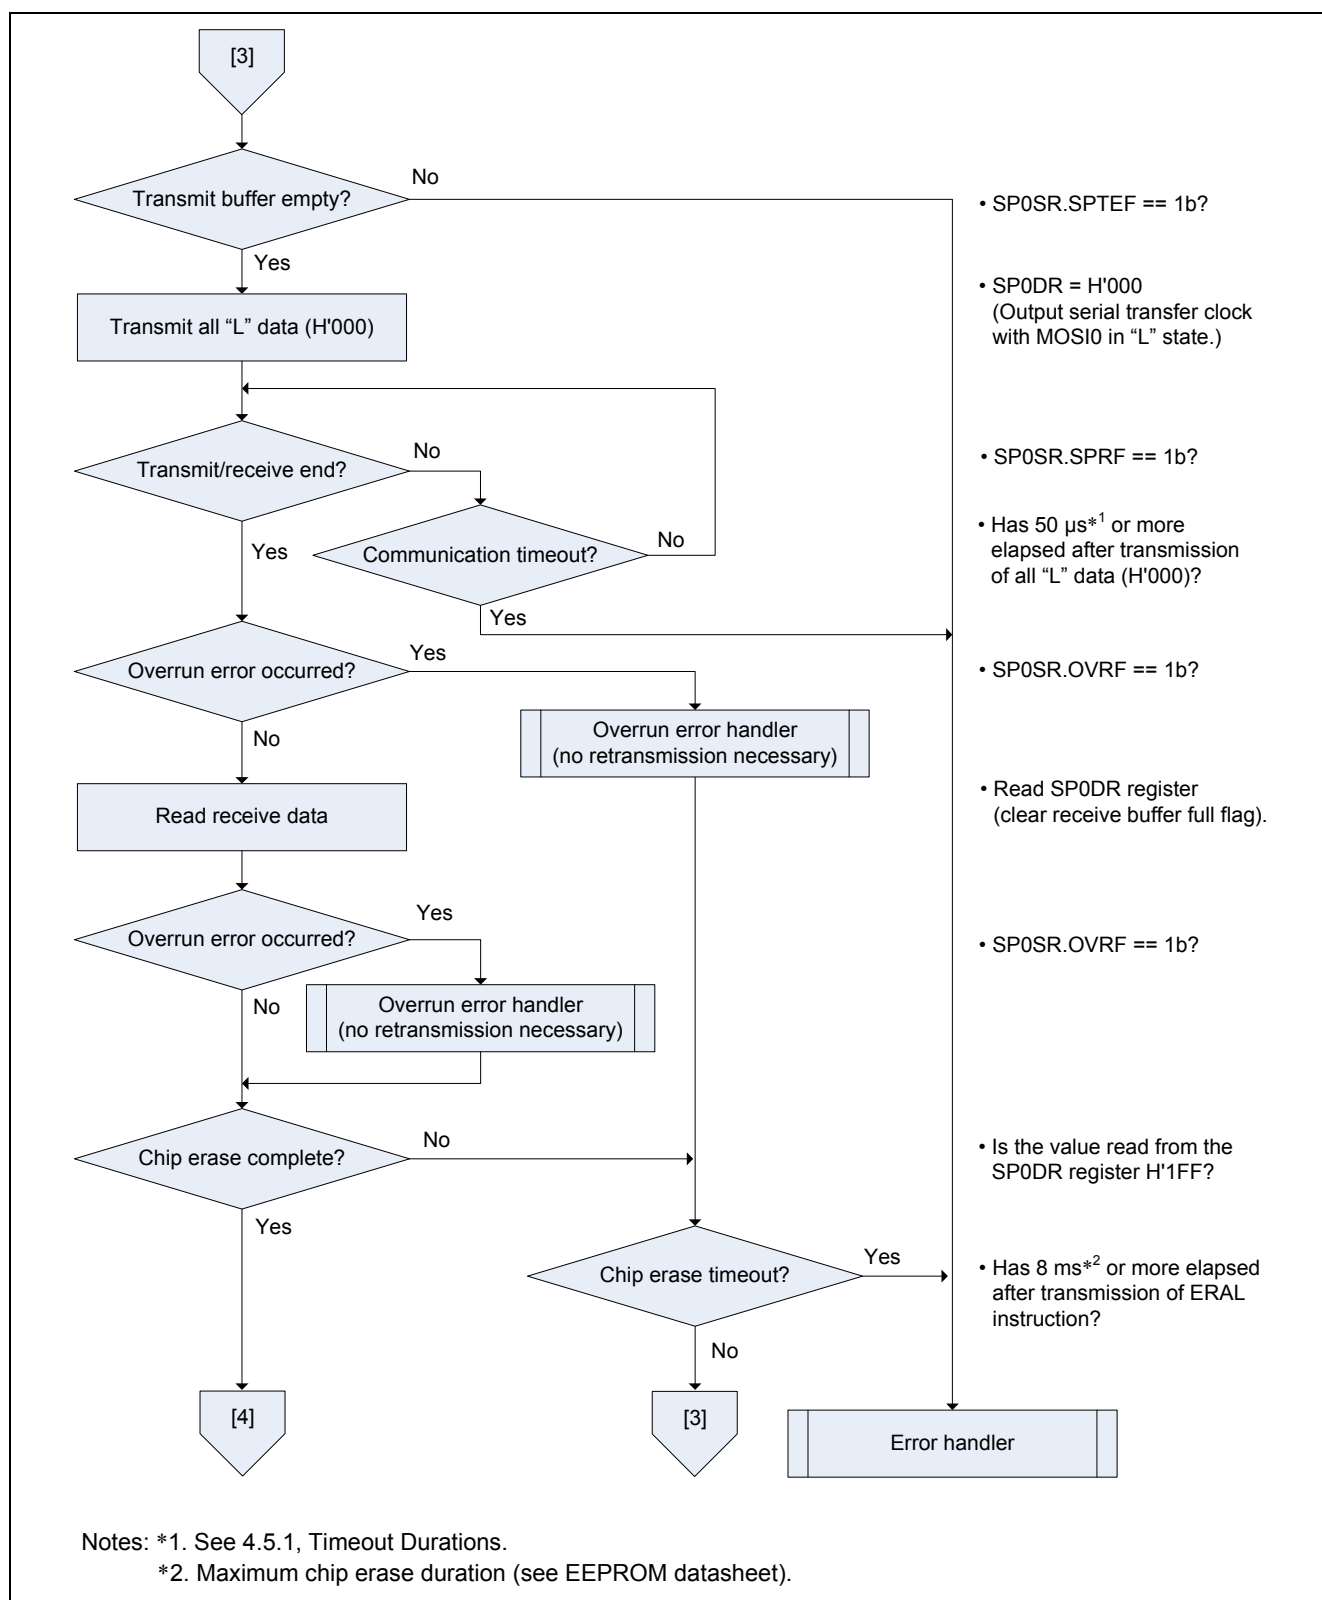 [3]
Transmit buffer empty?
No
• SP0SR.SPTEF == 1b?
Yes
Transmit all “L” data (H'000)
• SP0DR = H'000
(Output serial transfer clock
with MOSI0 in “L” state.)
Transmit/receive end?
No
• SP0SR.SPRF == 1b?
Yes
Communication timeout?
No
• Has 50 µs*1 or more
elapsed after transmission
of all “L” data (H'000)?
Yes
Overrun error occurred?
Yes
• SP0SR.OVRF == 1b?
No
Overrun error handler
(no retransmission necessary)
Read receive data
• Read SP0DR register
(clear receive buffer full flag).
Overrun error occurred?
Yes
• SP0SR.OVRF == 1b?
No
Overrun error handler
(no retransmission necessary)
Chip erase complete?
No
• Is the value read from the
SP0DR register H'1FF?
Yes
Chip erase timeout?
Yes
• Has 8 ms*2 or more elapsed
after transmission of ERAL
instruction?
No
[4]
[3]
Error handler
Notes: *1. See 4.5.1, Timeout Durations.
*2. Maximum chip erase duration (see EEPROM datasheet).